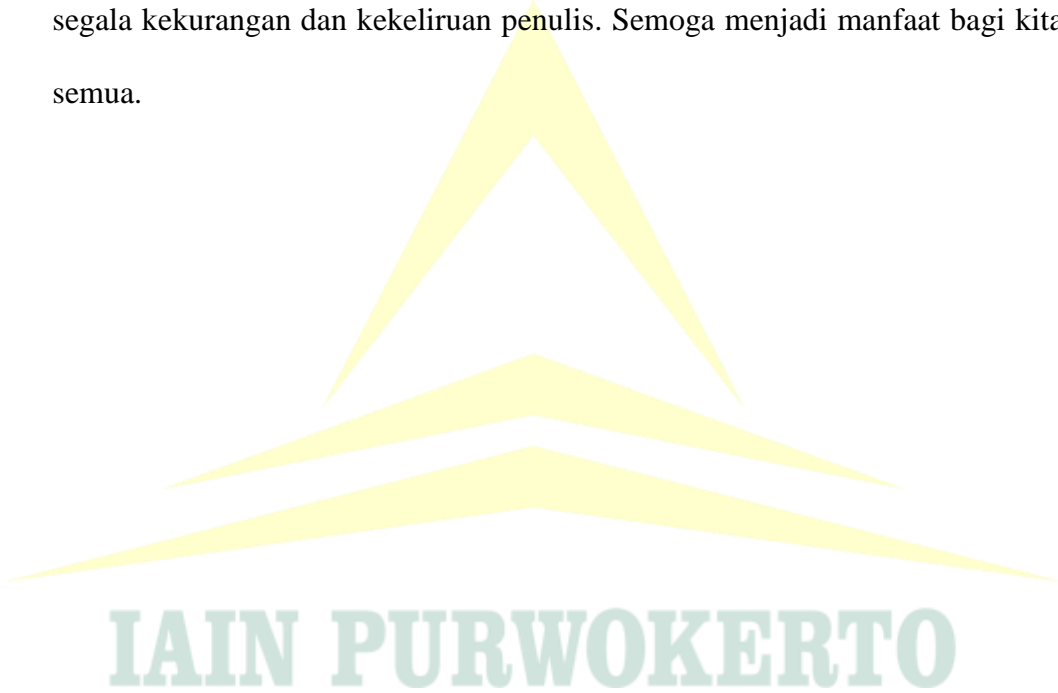 segala kekurangan dan kekeliruan penulis. Semoga menjadi manfaat bagi kita
semua.
IAIN PURWOKERTO